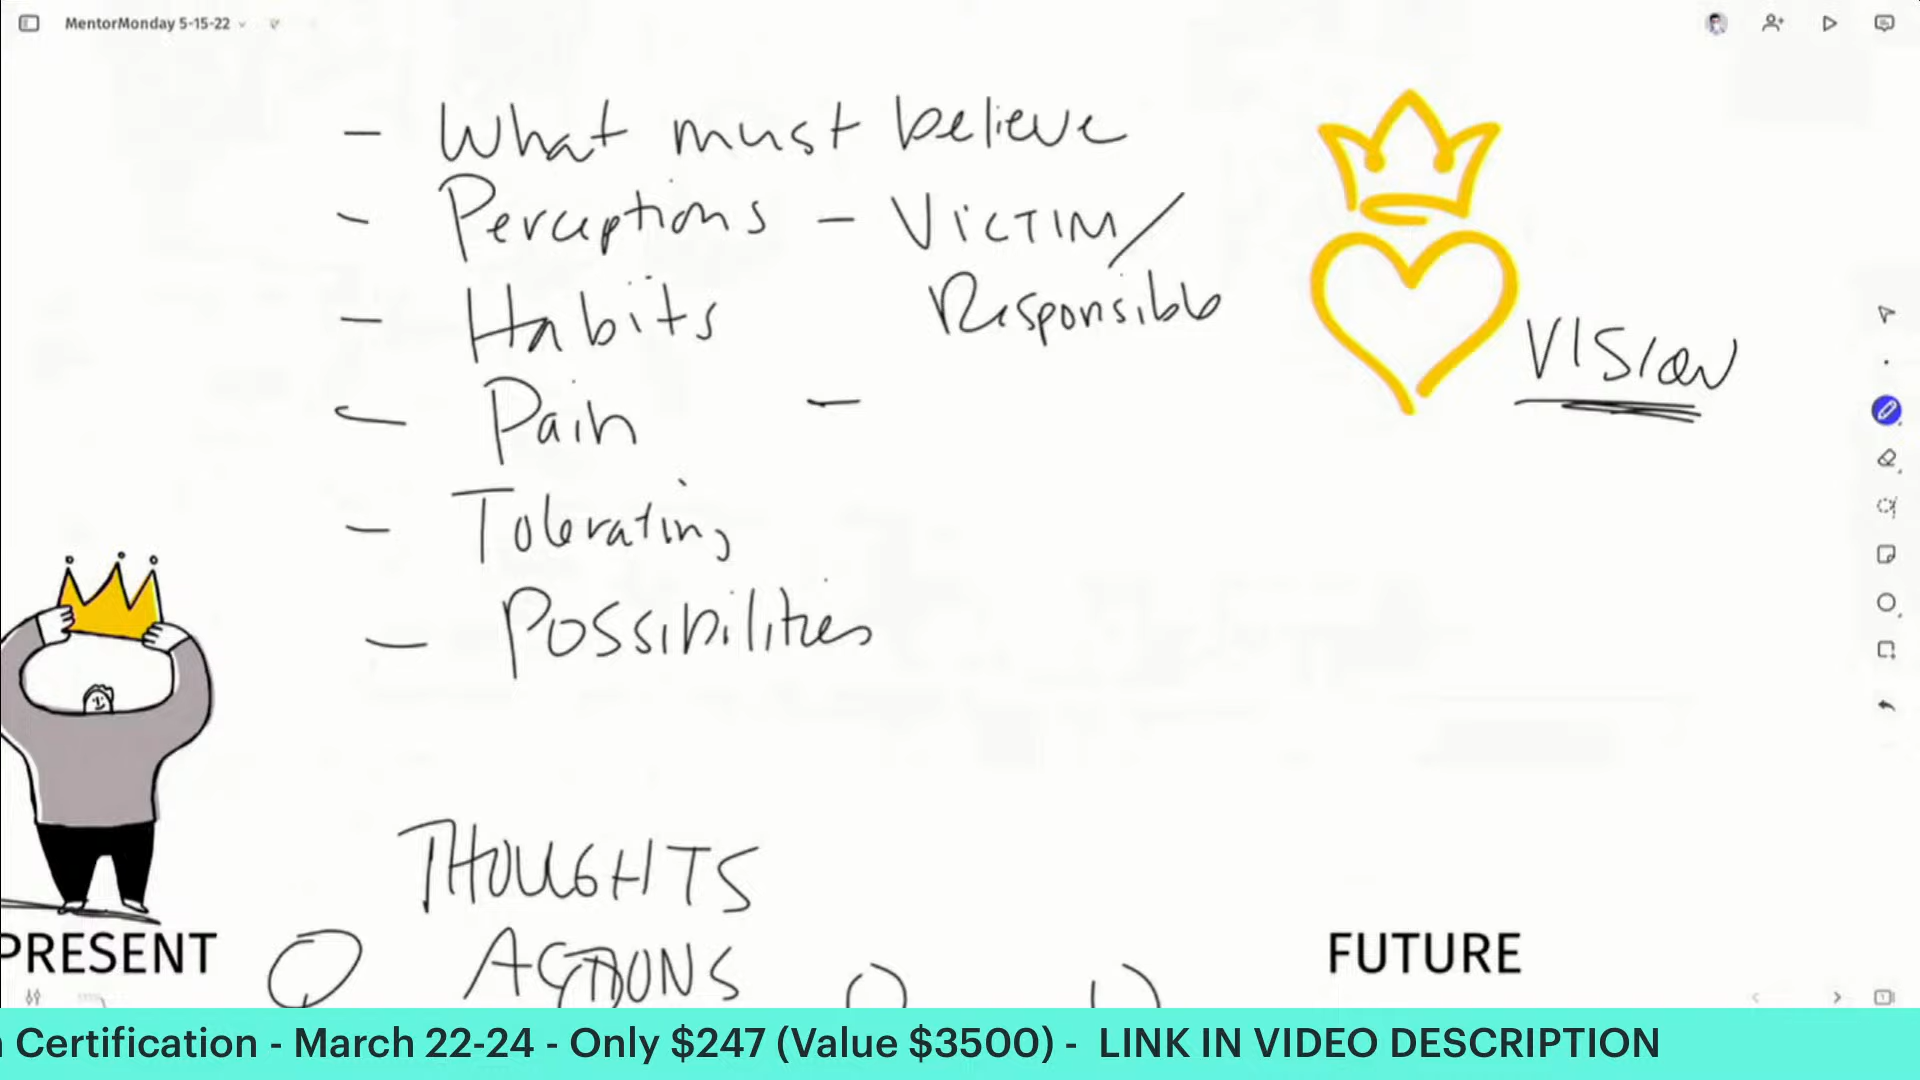 MentorMonday 5-15-22
- What must believe
- Perceptions - VICTIM/
Responsible
- Habits
- Pain -
- Tolerating
- Possibilities
VISION
THOUGHTS
ACTIONS
PRESENT
FUTURE
Certification - March 22-24 - Only $247 (Value $3500) - LINK IN VIDEO DESCRIPTION